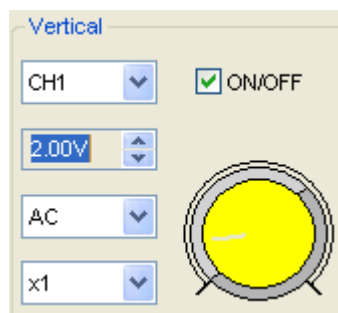 Vertical
CH1
ON/OFF
2.00V
AC
x1